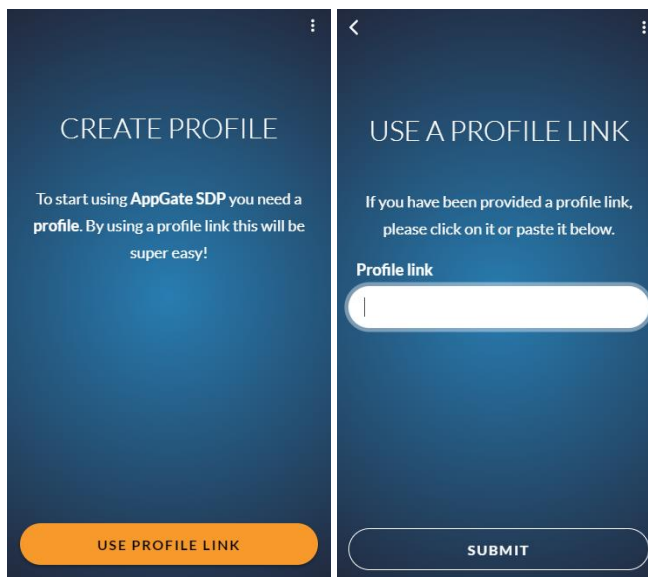 CREATE PROFILE
To start using AppGate SDP you need a
profile. By using a profile link this will be
super easy!
USE PROFILE LINK
USE A PROFILE LINK
If you have been provided a profile link,
please click on it or paste it below.
Profile link
SUBMIT